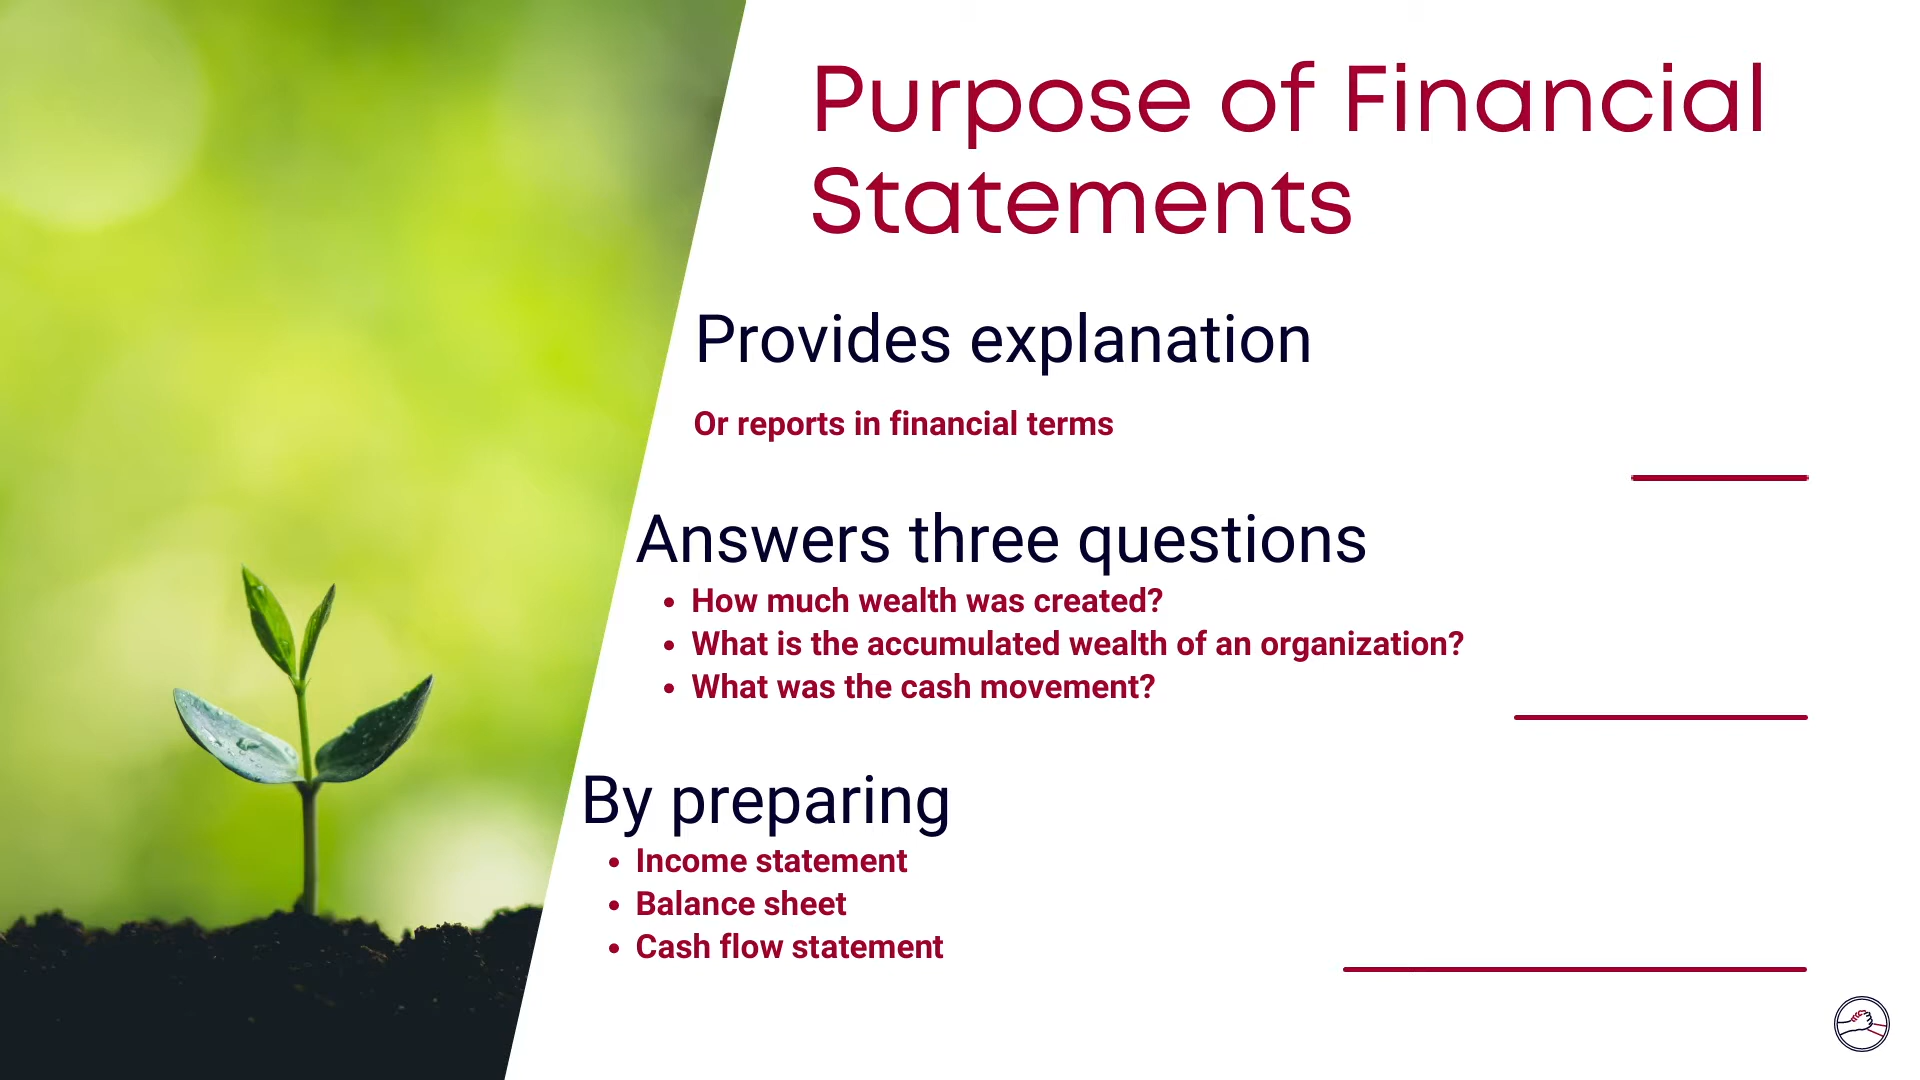 Purpose of Financial
Statements
Provides explanation
Or reports in financial terms
Answers three questions
• How much wealth was created?
• What is the accumulated wealth of an organization?
• What was the cash movement?
By preparing
• Income statement
• Balance sheet
• Cash flow statement